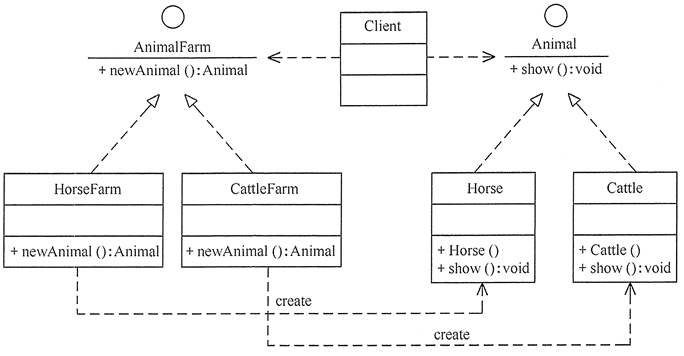 Client
AnimalFarm
+ newAnimal ():Animal
Animal
+ show ():void
HorseFarm
+ newAnimal ():Animal
CattleFarm
+ newAnimal ():Animal
Horse
+ Horse ()
+ show ():void
Cattle
+ Cattle ()
+ show ():void
create
create